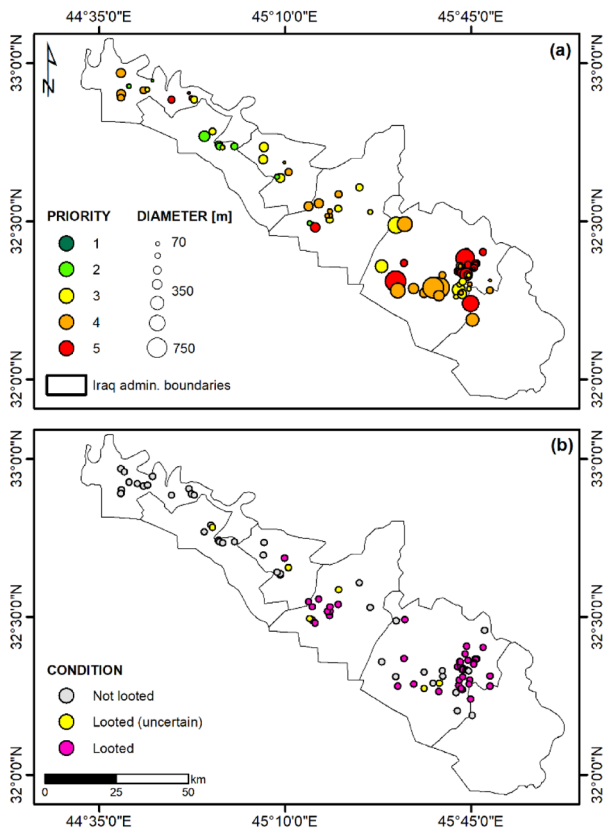 44°35'0"E 45°10'0"E 45°45'0"E
33°0'0"N
(a)
33°0'0"N
N
32°30'0"N
32°30'0"N
PRIORITY
DIAMETER [m]
1
2
3
4
5
70
350
750
32°0'0"N
32°0'0"N
Iraq admin. boundaries
(b)
33°0'0"N
33°0'0"N
32°30'0"N
32°30'0"N
CONDITION
Not looted
Looted (uncertain)
Looted
km
0 25 50
32°0'0"N
32°0'0"N
44°35'0"E 45°10'0"E 45°45'0"E